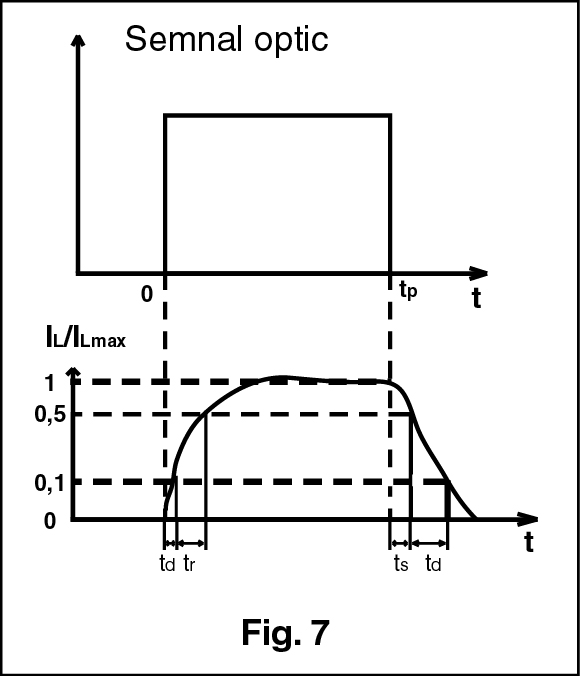 Semnal optic
0
tp
t
IL/ILmax
1
0,5
0,1
0
t
td tr ts td
Fig. 7